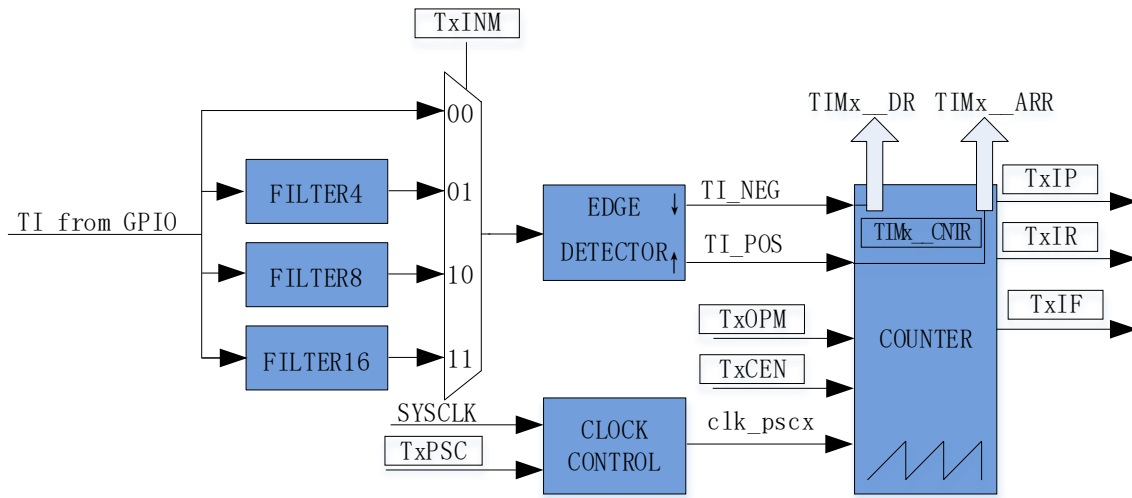 TxINM
TIMx__DR
TIMx__ARR
00
FILTER4
01
TI from GPIO
FILTER8
10
FILTER16
11
EDGE ↓
DETECTOR↑
TI_NEG
TI_POS
TIMx__CNTR
TxIP
TxIR
TxIF
TxOPM
TxCEN
COUNTER
SYSCLK
TxPSC
CLOCK
CONTROL
clk_pscx